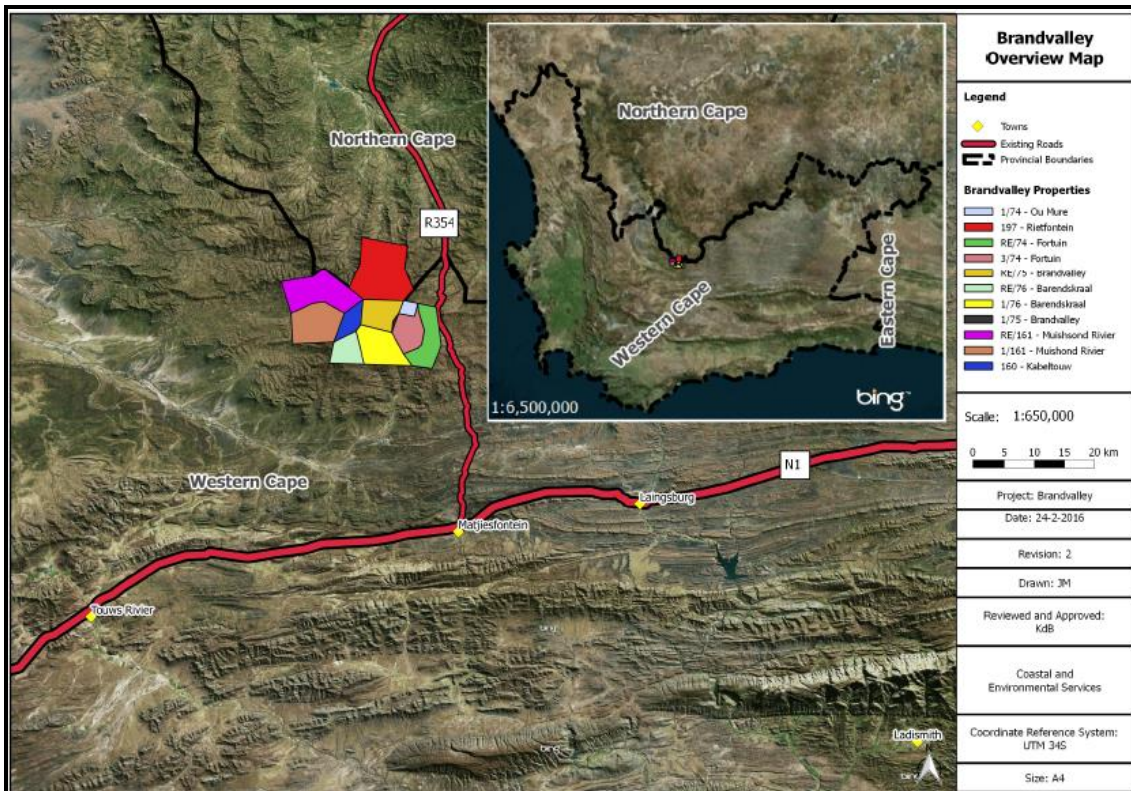 Northern Cape
R354
Western Cape
N1
Laingsburg
Matjiesfontein
Touws Rivier
Ladismith
bing
bing
Northern Cape
Western Cape
Eastern Cape
1:6,500,000
bing
Brandvalley
Overview Map
Legend
Towns
Existing Roads
Provincial Boundaries
Brandvalley Properties
1/74 - Ou Mure
197 - Rietfontein
RE/74 - Fortuin
3/74 - Fortuin
RE/75 - Brandvalley
RE/76 - Barendskraal
1/76 - Barendskraal
1/75 - Brandvalley
RE/161 - Muishsond Rivier
1/161 - Muishond Rivier
160 - Kabeltouw
Scalle: 1:650,000
0 5 10 15 20 km
Project: Brandvalley
Date: 24-2-2016
Revision: 2
Drawn: JM
Reviewed and Approved:
KdB
Coastal and
Environmental Services
Coordinate Reference System:
UTM 34S
Size: A4